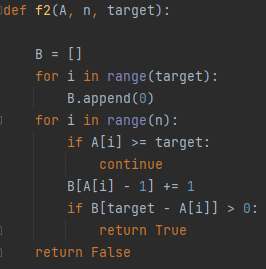 def f2(A, n, target):
    B = []
    for i in range(target):
        B.append(0)
    for i in range(n):
        if A[i] >= target:
            continue
        B[A[i] - 1] += 1
        if B[target - A[i]] > 0:
            return True
    return False